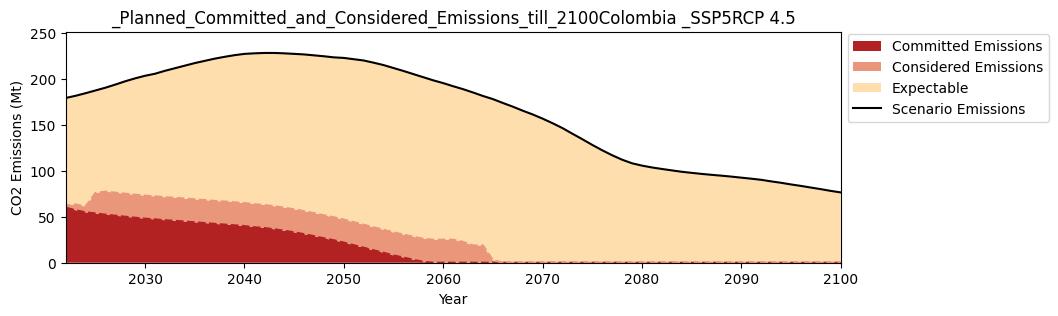 _Planned_Committed_and_Considered_Emissions_till_2100Colombia _SSP5RCP 4.5
250
200
150
100
50
0
CO2 Emissions (Mt)
2030
2040
2050
2060
2070
2080
2090
2100
Year
Committed Emissions
Considered Emissions
Expectable
Scenario Emissions